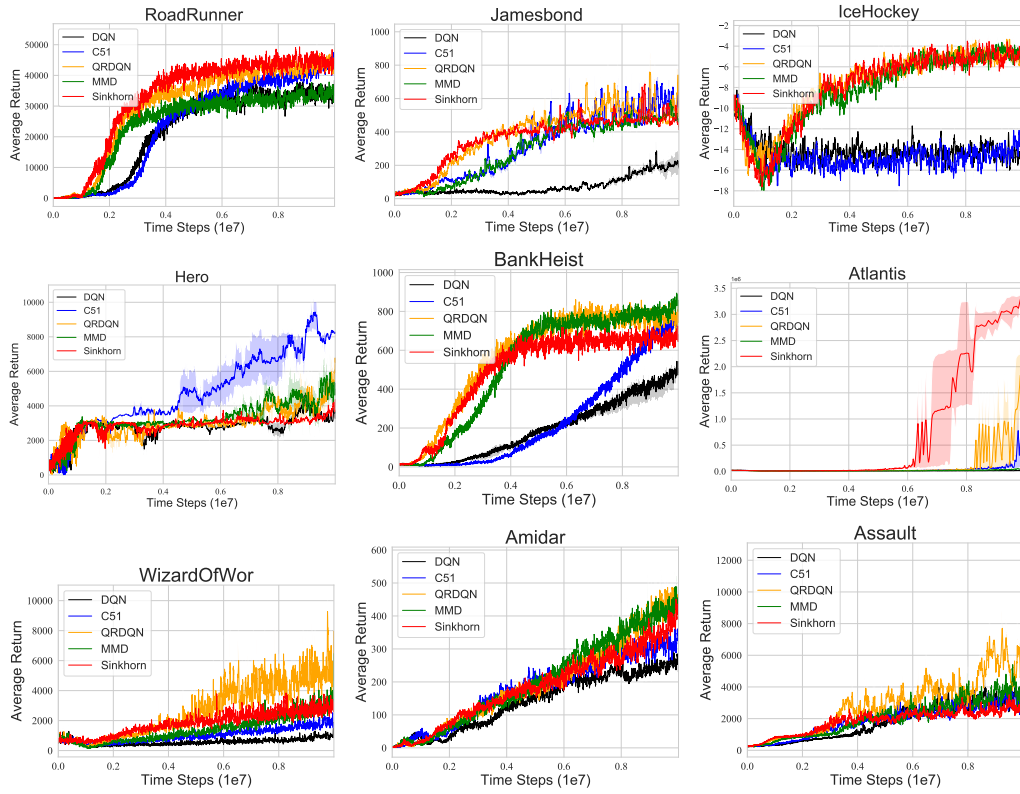 RoadRunner
Average Return
50000
40000
30000
20000
10000
0
DQN
C51
QRDQN
MMD
Sinkhorn
0.0 0.2 0.4 0.6 0.8
Time Steps (1e7)
Jamesbond
Average Return
1000
800
600
400
200
0
DQN
C51
QRDQN
MMD
Sinkhorn
0.0 0.2 0.4 0.6 0.8
Time Steps (1e7)
IceHockey
Average Return
−2
−4
−6
−8
−10
−12
−14
−16
−18
DQN
C51
QRDQN
MMD
Sinkhorn
0.0 0.2 0.4 0.6 0.8
Time Steps (1e7)
Hero
Average Return
10000
8000
6000
4000
2000
0
DQN
C51
QRDQN
MMD
Sinkhorn
0.0 0.2 0.4 0.6 0.8
Time Steps (1e7)
BankHeist
Average Return
1000
800
600
400
200
0
DQN
C51
QRDQN
MMD
Sinkhorn
0.0 0.2 0.4 0.6 0.8
Time Steps (1e7)
Atlantis
Average Return
1e6
3.5
3.0
2.5
2.0
1.5
1.0
0.5
0.0
DQN
C51
QRDQN
MMD
Sinkhorn
0.0 0.2 0.4 0.6 0.8
Time Steps (1e7)
WizardOfWor
Average Return
10000
8000
6000
4000
2000
0
DQN
C51
QRDQN
MMD
Sinkhorn
0.0 0.2 0.4 0.6 0.8
Time Steps (1e7)
Amidar
Average Return
600
500
400
300
200
100
0
DQN
C51
QRDQN
MMD
Sinkhorn
0.0 0.2 0.4 0.6 0.8
Time Steps (1e7)
Assault
Average Return
12000
10000
8000
6000
4000
2000
0
DQN
C51
QRDQN
MMD
Sinkhorn
0.0 0.2 0.4 0.6 0.8
Time Steps (1e7)